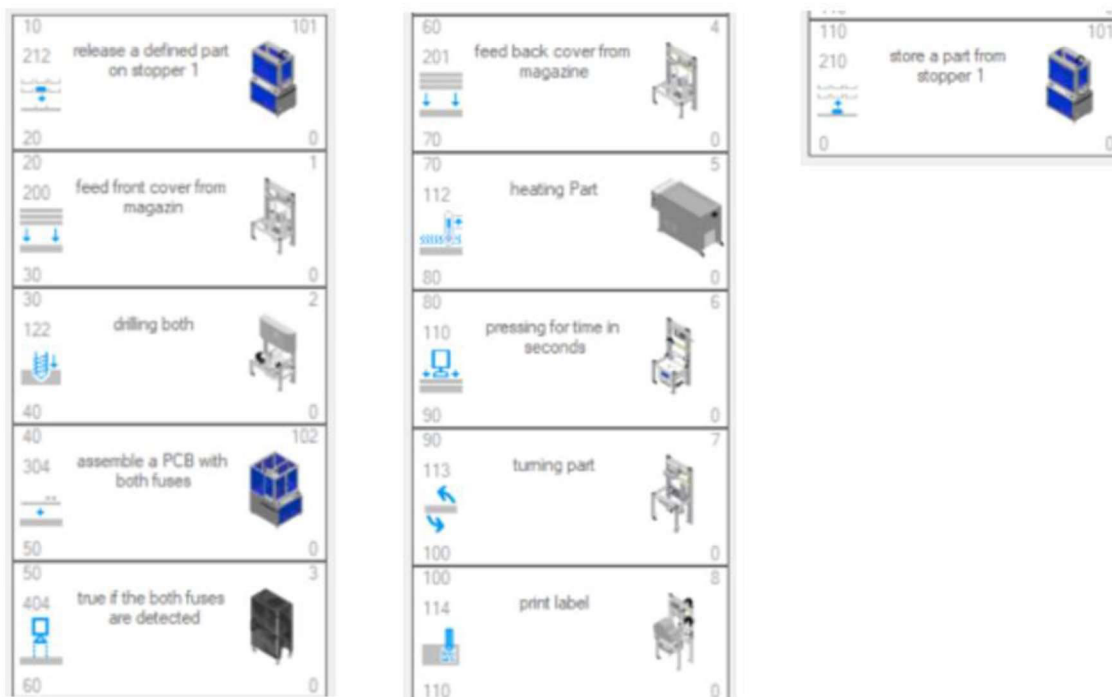 10 101
212 release a defined part
on stopper 1
20 0
20 1
200 feed front cover from
magazin
30 0
30 2
122 drilling both
40 0
40 102
304 assemble a PCB with
both fuses
50 0
50 3
404 true if the both fuses
are detected
60 0
60 4
201 feed back cover from
magazine
70 0
70 5
112 heating Part
80 0
80 6
110 pressing for time in
seconds
90 0
90 7
113 turning part
100 0
100 8
114 print label
110 0
110 101
210 store a part from
stopper 1
0 0